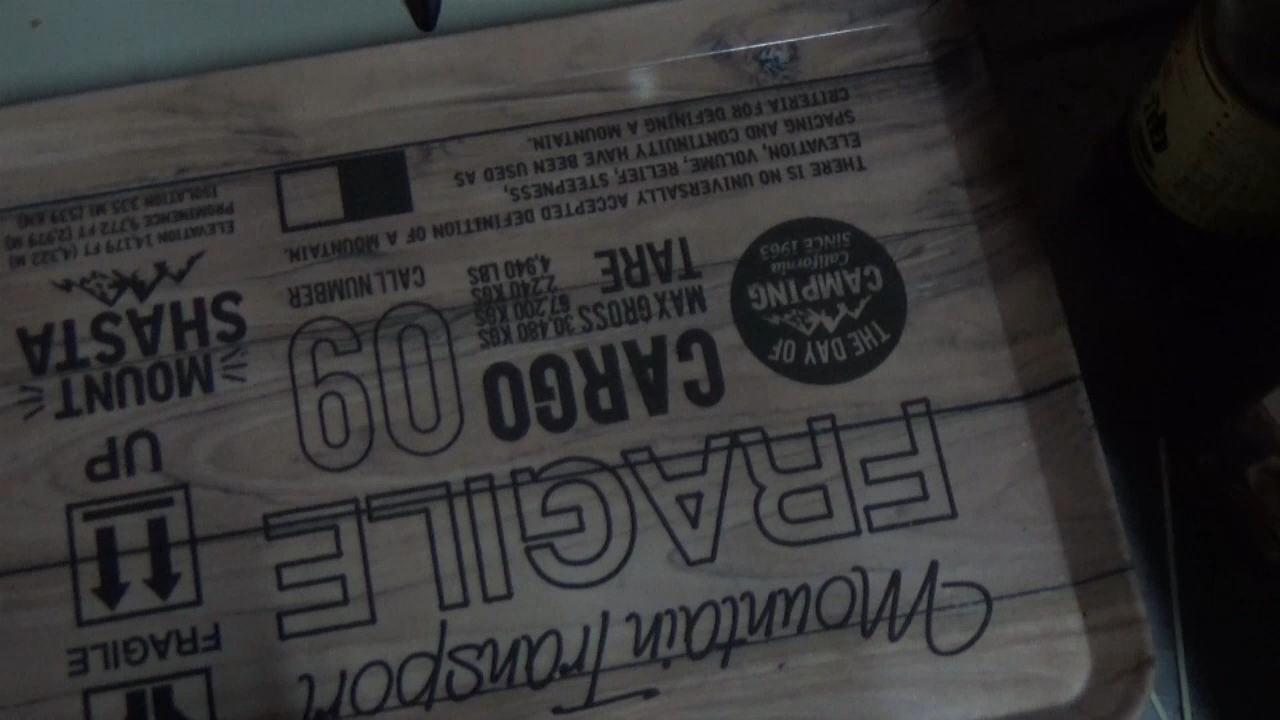 Mountain Transport
FRAGILE
CARGO 09
MAX GROSS 30,480 KGS
67,200 KGS
TARE 2,240 KGS
4,940 LBS
CALL NUMBER
THE DAY OF
CAMPING
California
SINCE 1963
THERE IS NO UNIVERSALLY ACCEPTED DEFINITION OF A MOUNTAIN.
ELEVATION, VOLUME, RELIEF, STEEPNESS,
SPACING AND CONTINUITY HAVE BEEN USED AS
CRITERIA FOR DEFINING A MOUNTAIN.
FRAGILE
UP
MOUNT
SHASTA
ELEVATION 14,179 FT (4,322 M)
PROMINENCE 9,772 FT (2,979 M)
ISOLATION 335 MI (539 KM)